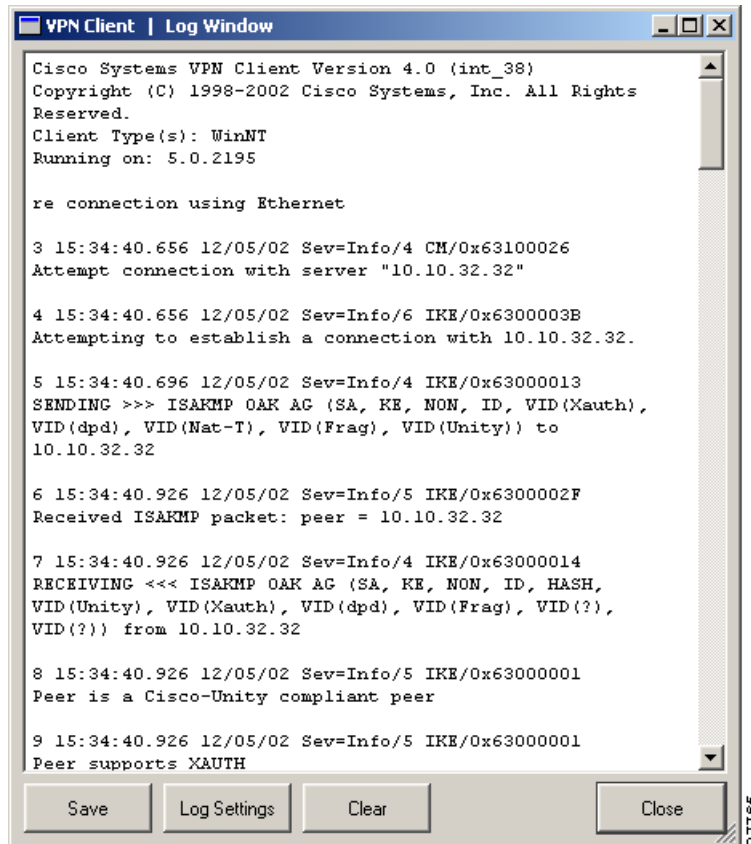 VPN Client | Log Window
Cisco Systems VPN Client Version 4.0 (int_38)
Copyright (C) 1998-2002 Cisco Systems, Inc. All Rights
Reserved.
Client Type(s): WinNT
Running on: 5.0.2195
re connection using Ethernet
3 15:34:40.656 12/05/02 Sev=Info/4 CM/0x63100026
Attempt connection with server "10.10.32.32"
4 15:34:40.656 12/05/02 Sev=Info/6 IKE/0x6300003B
Attempting to establish a connection with 10.10.32.32.
5 15:34:40.696 12/05/02 Sev=Info/4 IKE/0x63000013
SENDING >>> ISAKMP OAK AG (SA, KE, NON, ID, VID(Xauth),
VID(dpd), VID(Nat-T), VID(Frag), VID(Unity)) to
10.10.32.32
6 15:34:40.926 12/05/02 Sev=Info/5 IKE/0x6300002F
Received ISAKMP packet: peer = 10.10.32.32
7 15:34:40.926 12/05/02 Sev=Info/4 IKE/0x63000014
RECEIVING <<< ISAKMP OAK AG (SA, KE, NON, ID, HASH,
VID(Unity), VID(Xauth), VID(dpd), VID(Frag), VID(?),
VID(?)) from 10.10.32.32
8 15:34:40.926 12/05/02 Sev=Info/5 IKE/0x63000001
Peer is a Cisco-Unity compliant peer
9 15:34:40.926 12/05/02 Sev=Info/5 IKE/0x63000001
Peer supports XAUTH
Save
Log Settings
Clear
Close